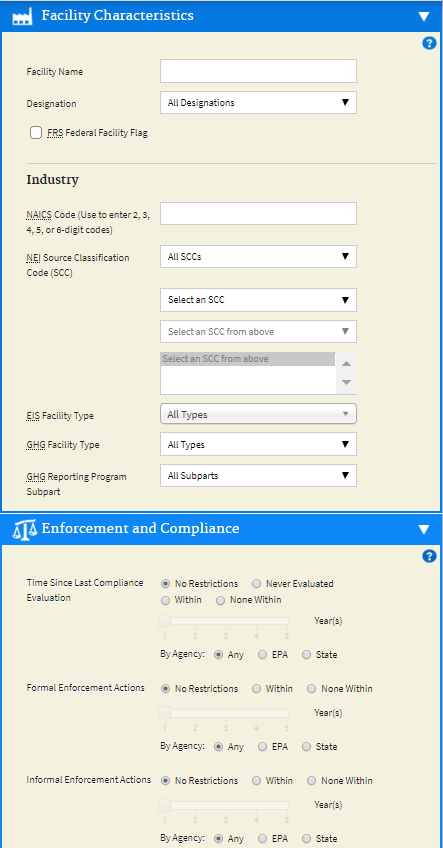 Facility Characteristics
?
Facility Name
Designation
All Designations
FRS Federal Facility Flag
Industry
NAICS Code (Use to enter 2, 3,
4, 5, or 6-digit codes)
NEI Source Classification
Code (SCC)
All SCCs
Select an SCC
Select an SCC from above
Select an SCC from above
EIS Facility Type
All Types
GHG Facility Type
All Types
GHG Reporting Program
Subpart
All Subparts
Enforcement and Compliance
?
Time Since Last Compliance
Evaluation
No Restrictions Never Evaluated
Within None Within
Year(s)
1 2 3 4 5
By Agency: Any EPA State
Formal Enforcement Actions
No Restrictions Within None Within
Year(s)
1 2 3 4 5
By Agency: Any EPA State
Informal Enforcement Actions
No Restrictions Within None Within
Year(s)
1 2 3 4 5
By Agency: Any EPA State